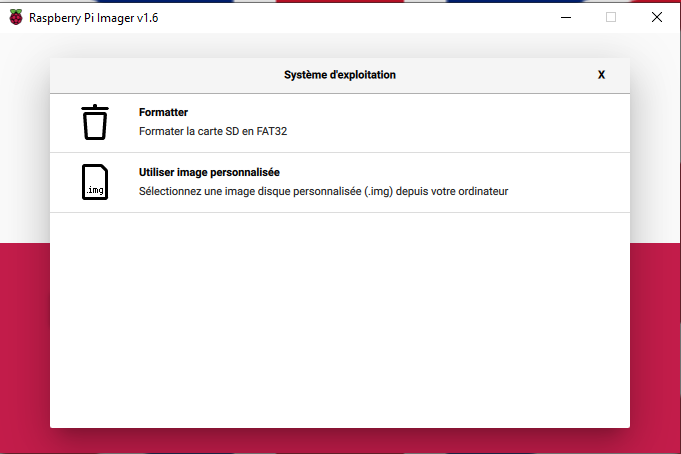 Raspberry Pi Imager v1.6
Système d'exploitation
X
Formatter
Formater la carte SD en FAT32
Utiliser image personnalisée
.img
Sélectionnez une image disque personnalisée (.img) depuis votre ordinateur